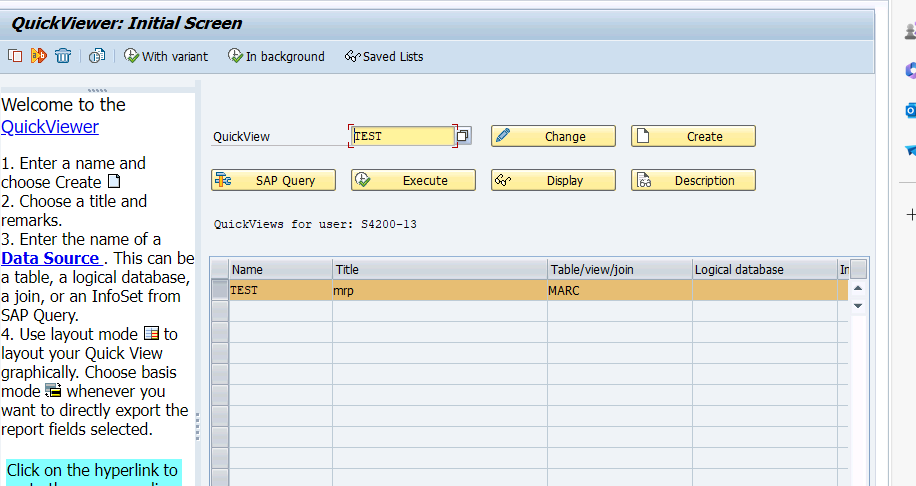 QuickViewer: Initial Screen
With variant In background Saved Lists
Welcome to the
QuickViewer
1. Enter a name and
choose Create
2. Choose a title and
remarks.
3. Enter the name of a
Data Source . This can be
a table, a logical database,
a join, or an InfoSet from
SAP Query.
4. Use layout mode to
layout your Quick View
graphically. Choose basis
mode whenever you
want to directly export the
report fields selected.
Click on the hyperlink to
QuickView TEST Change Create
SAP Query Execute Display Description
QuickViews for user: S4200-13
Name Title Table/view/join Logical database In
TEST mrp MARC